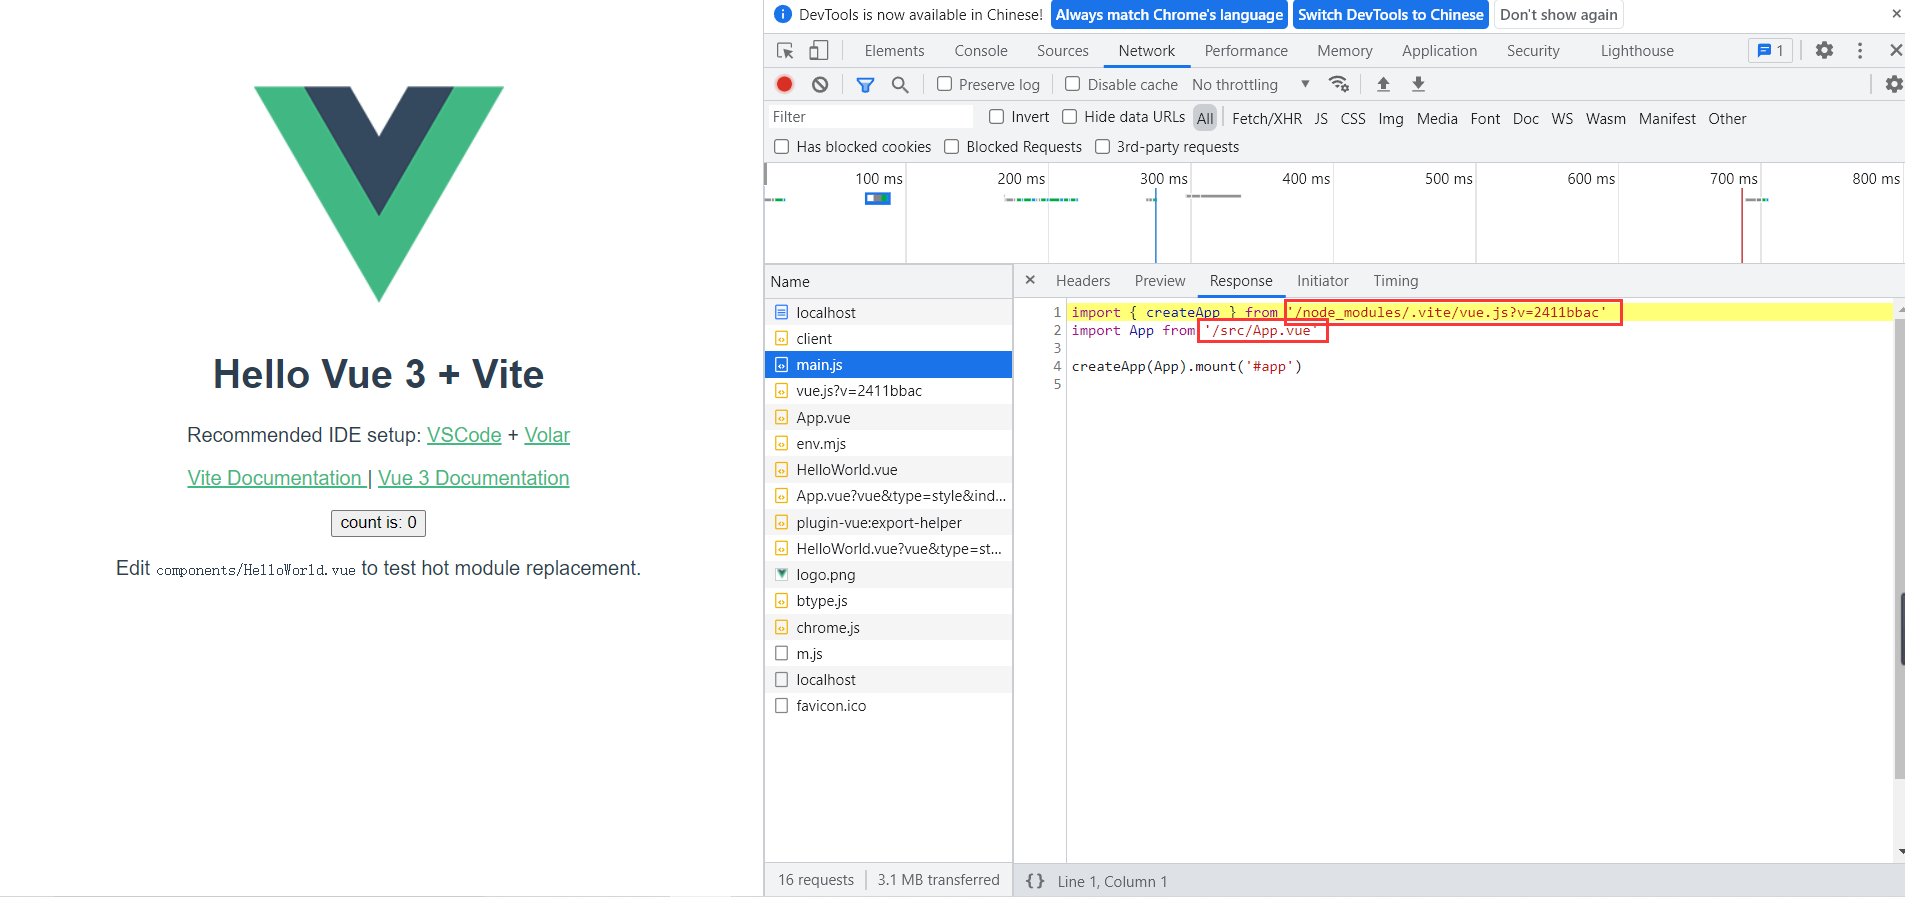 Hello Vue 3 + Vite
Recommended IDE setup: VSCode + Volar
Vite Documentation | Vue 3 Documentation
count is: 0
Edit components/HelloWorld.vue to test hot module replacement.
DevTools is now available in Chinese! Always match Chrome's language Switch DevTools to Chinese Don't show again
Elements Console Sources Network Performance Memory Application Security Lighthouse 1
Preserve log Disable cache No throttling
Filter Invert Hide data URLs All Fetch/XHR JS CSS Img Media Font Doc WS Wasm Manifest Other
Has blocked cookies Blocked Requests 3rd-party requests
100 ms 200 ms 300 ms 400 ms 500 ms 600 ms 700 ms 800 ms
Name
localhost
client
main.js
vue.js?v=2411bbac
App.vue
env.mjs
HelloWorld.vue
App.vue?vue&type=style&ind...
plugin-vue:export-helper
HelloWorld.vue?vue&type=st...
logo.png
btype.js
chrome.js
m.js
localhost
favicon.ico
16 requests 3.1 MB transferred
Headers Preview Response Initiator Timing
1 import { createApp } from '/node_modules/.vite/vue.js?v=2411bbac'
2 import App from '/src/App.vue'
3
4 createApp(App).mount('#app')
5
{} Line 1, Column 1